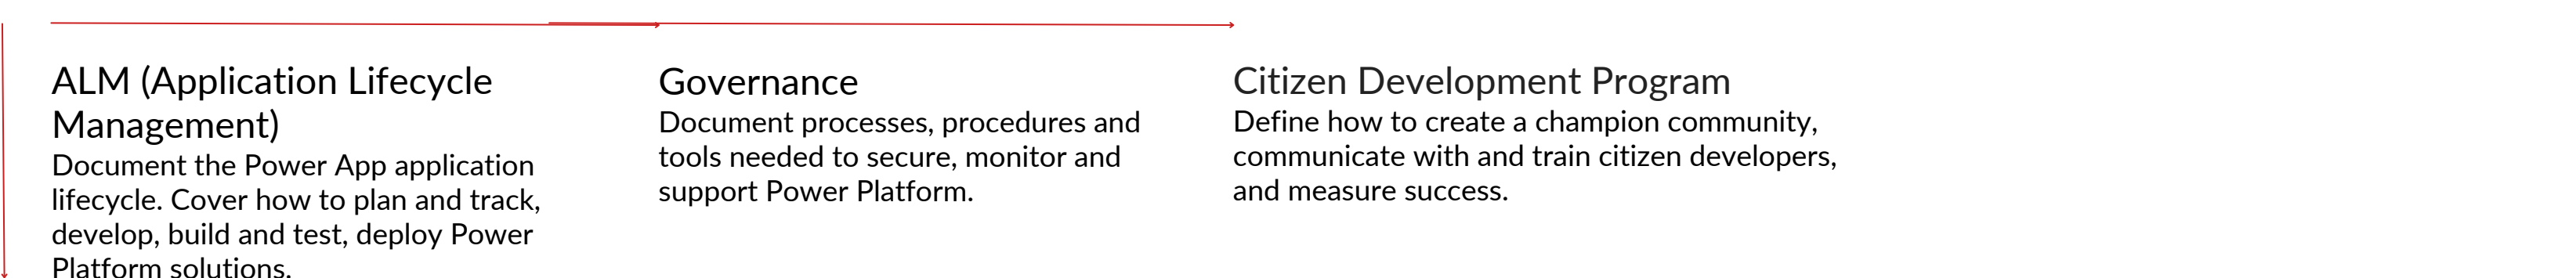 ALM (Application Lifecycle
Management)
Document the Power App application
lifecycle. Cover how to plan and track,
develop, build and test, deploy Power
Platform solutions.
Governance
Document processes, procedures and
tools needed to secure, monitor and
support Power Platform.
Citizen Development Program
Define how to create a champion community,
communicate with and train citizen developers,
and measure success.